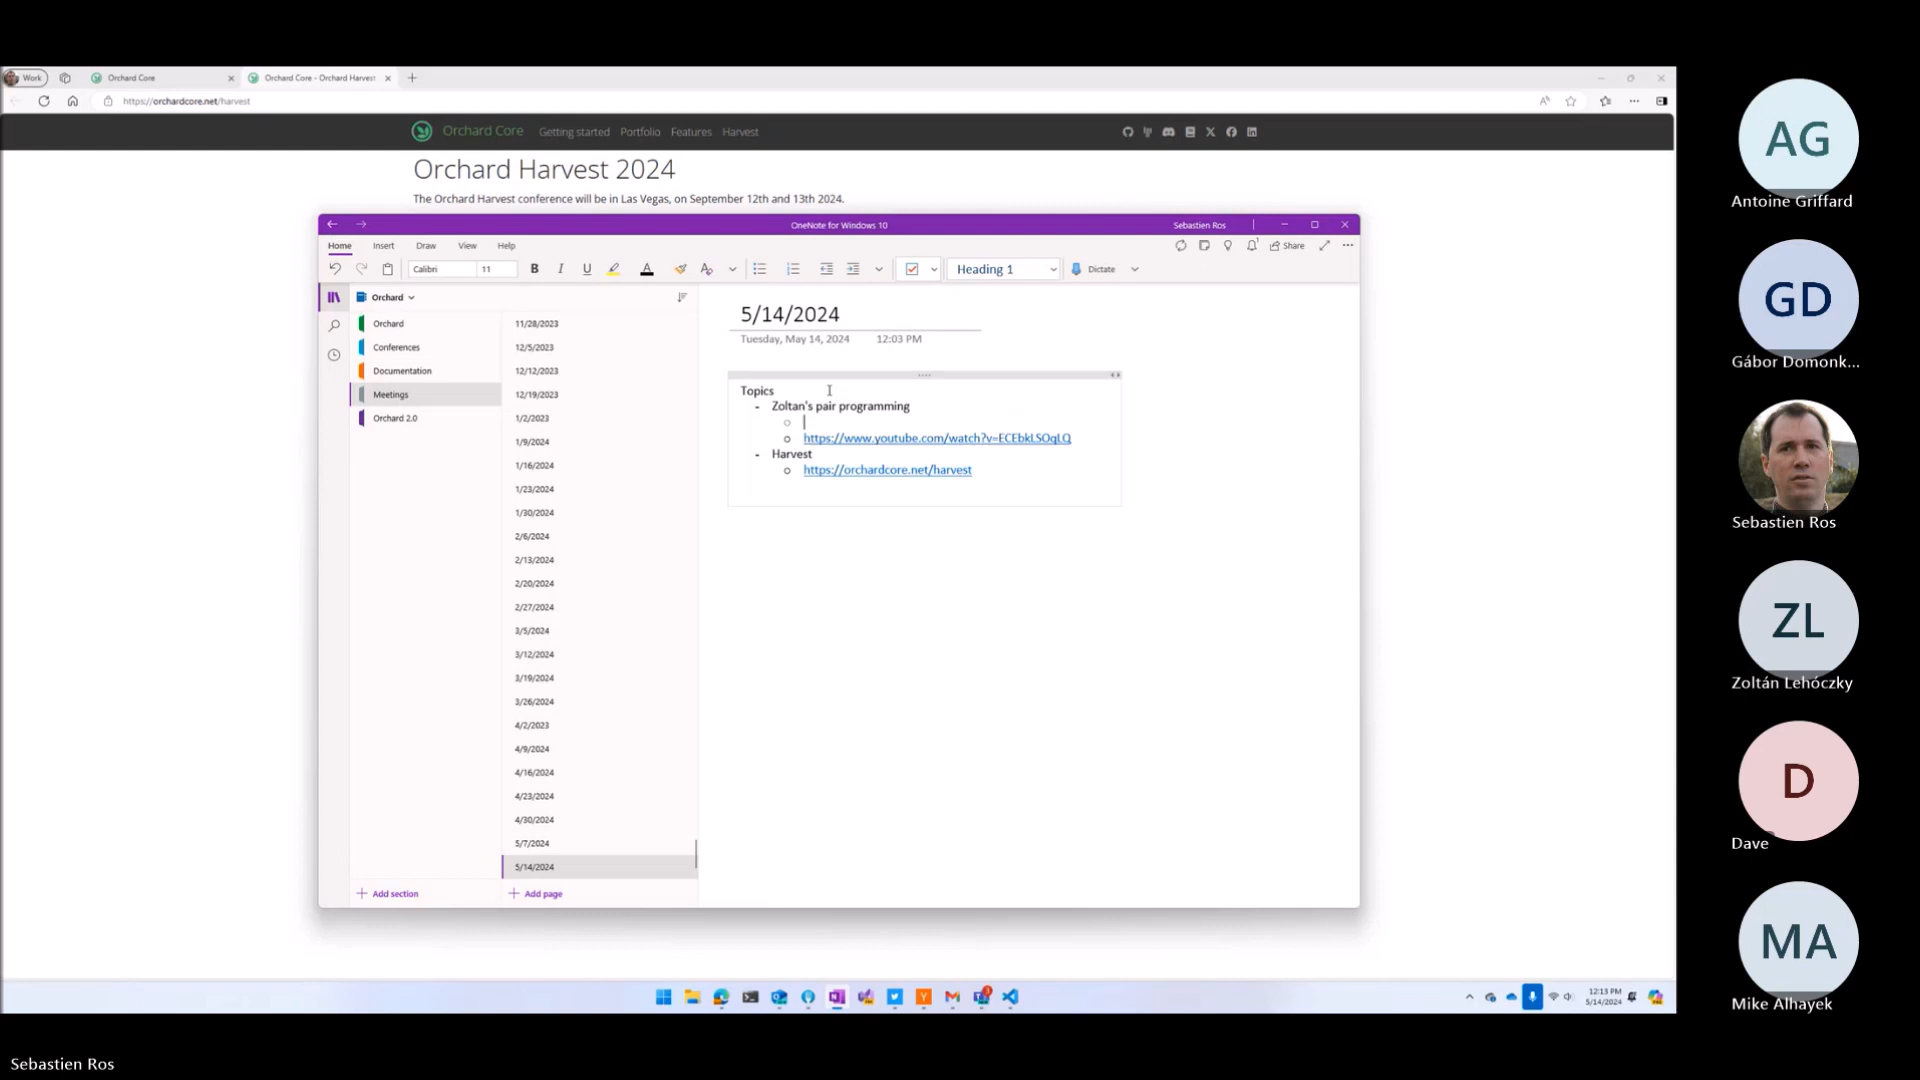 Work
Orchard Core
Orchard Core - Orchard Harvest
https://orchardcore.net/harvest
Orchard Core
Getting started
Portfolio
Features
Harvest
Orchard Harvest 2024
The Orchard Harvest conference will be in Las Vegas, on September 12th and 13th 2024.
OneNote for Windows 10
Sebastien Ros
Home
Insert
Draw
View
Help
Share
Calibri
11
B
I
U
A
Heading 1
Dictate
Orchard
Orchard
Conferences
Documentation
Meetings
Orchard 2.0
Add section
11/28/2023
12/5/2023
12/12/2023
12/19/2023
1/2/2023
1/9/2024
1/16/2024
1/23/2024
1/30/2024
2/6/2024
2/13/2024
2/20/2024
2/27/2024
3/5/2024
3/12/2024
3/19/2024
3/26/2024
4/2/2023
4/9/2024
4/16/2024
4/23/2024
4/30/2024
5/7/2024
5/14/2024
Add page
5/14/2024
Tuesday, May 14, 2024 12:03 PM
Topics
- Zoltan's pair programming
https://www.youtube.com/watch?v=ECEbkLSOqLQ
- Harvest
https://orchardcore.net/harvest
12:13 PM
5/14/2024
AG
Antoine Griffard
GD
Gábor Domonk...
Sebastien Ros
ZL
Zoltán Lehóczky
D
Dave
MA
Mike Alhayek
Sebastien Ros